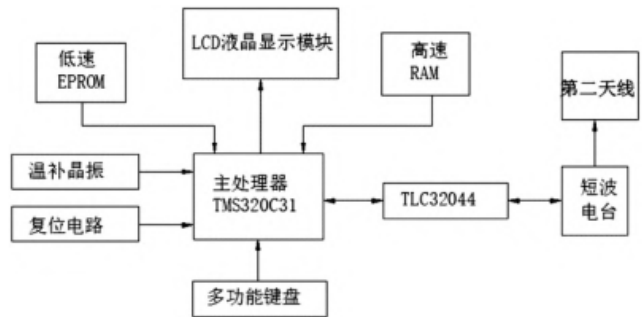 低速
EPROM
LCD液晶显示模块
高速
RAM
第二天线
温补晶振
主处理器
TMS320C31
TLC32044
短波
电台
复位电路
多功能键盘